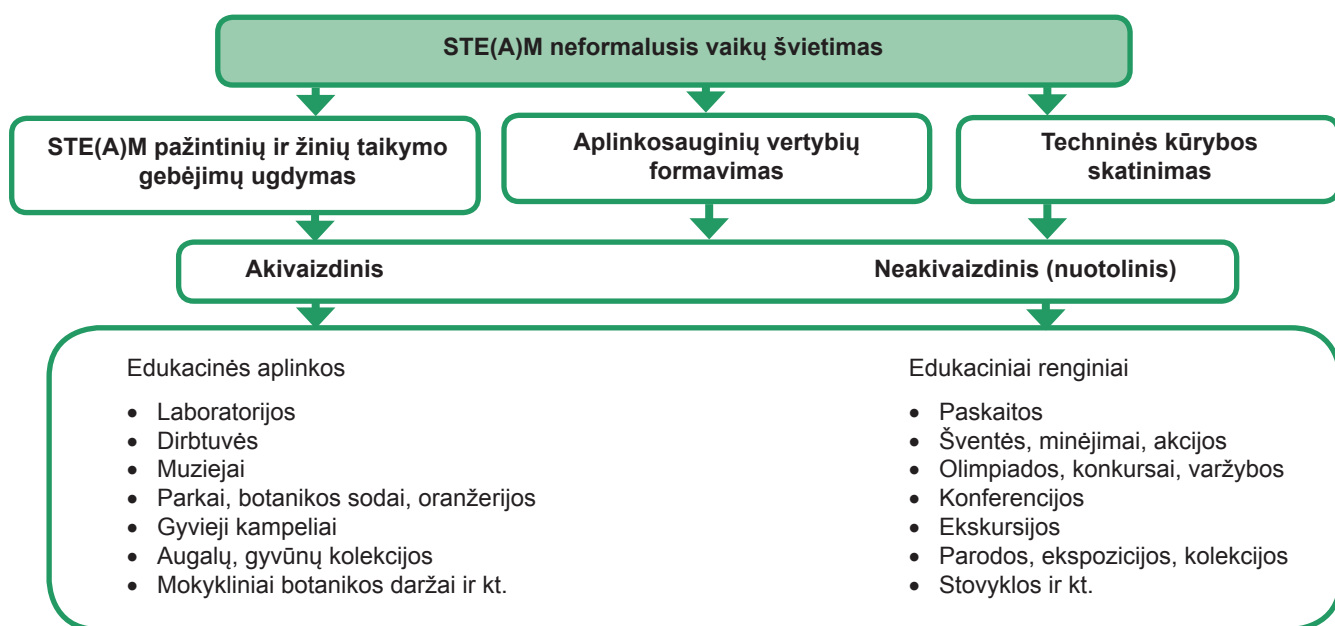 STE(A)M neformalusis vaikų švietimas
STE(A)M pažintinių ir žinių taikymo
gebėjimų ugdymas
Aplinkosauginių vertybių
formavimas
Techninės kūrybos
skatinimas
Akivaizdinis
Neakivaizdinis (nuotolinis)
Edukacinės aplinkos
• Laboratorijos
• Dirbtuvės
• Muziejai
• Parkai, botanikos sodai, oranžerijos
• Gyvieji kampeliai
• Augalų, gyvūnų kolekcijos
• Mokykliniai botanikos daržai ir kt.
Edukaciniai renginiai
• Paskaitos
• Šventės, minėjimai, akcijos
• Olimpiados, konkursai, varžybos
• Konferencijos
• Ekskursijos
• Parodos, ekspozicijos, kolekcijos
• Stovyklos ir kt.